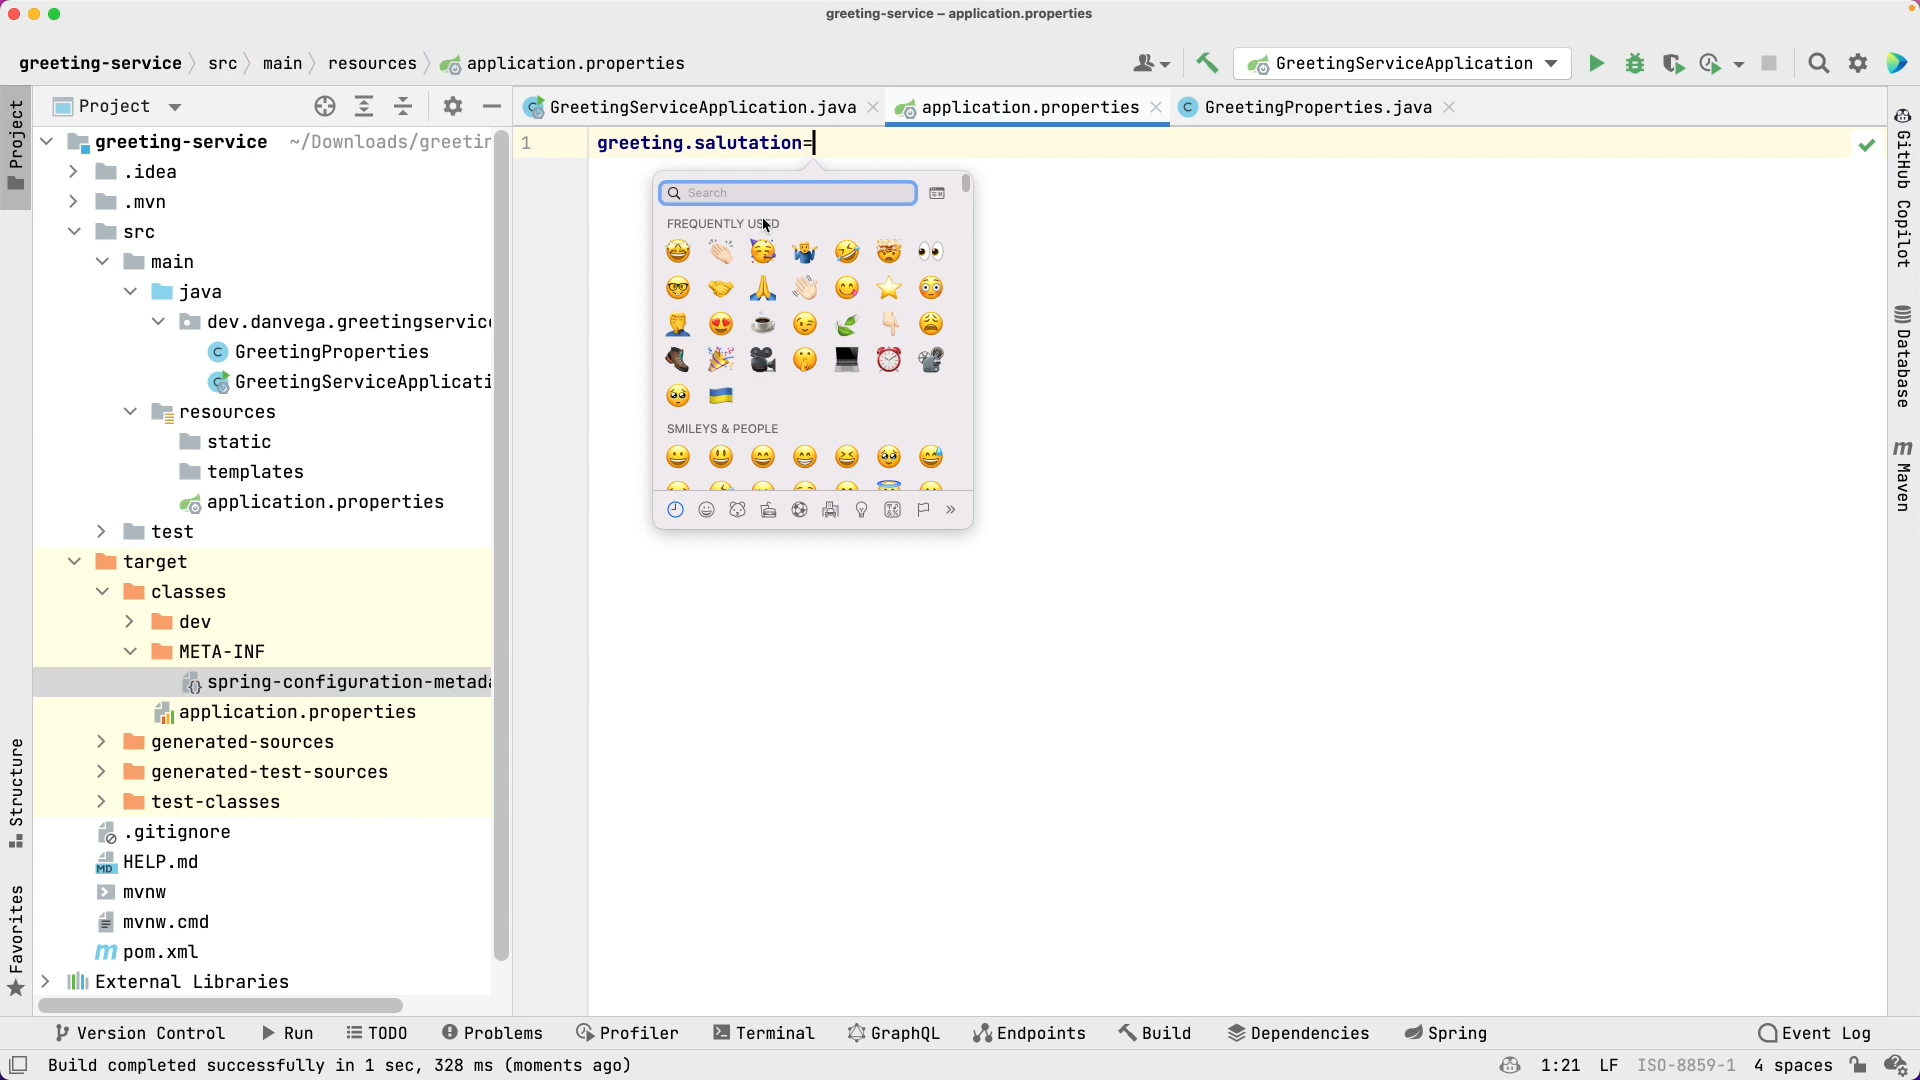 greeting-service – application.properties
greeting-service src main resources application.properties
GreetingServiceApplication
Project
GreetingServiceApplication.java
application.properties
GreetingProperties.java
Project
Structure
Favorites
greeting-service ~/Downloads/greetin
.idea
.mvn
src
main
java
dev.danvega.greetingservic
GreetingProperties
GreetingServiceApplicati
resources
static
templates
application.properties
test
target
classes
dev
META-INF
spring-configuration-metada
application.properties
generated-sources
generated-test-sources
test-classes
.gitignore
HELP.md
mvnw
mvnw.cmd
pom.xml
External Libraries
1 greeting.salutation=
Search
FREQUENTLY USED
SMILEYS & PEOPLE
GitHub Copilot
Database
Maven
Version Control Run TODO Problems Profiler Terminal GraphQL Endpoints Build Dependencies Spring Event Log
Build completed successfully in 1 sec, 328 ms (moments ago)
1:21 LF ISO-8859-1 4 spaces